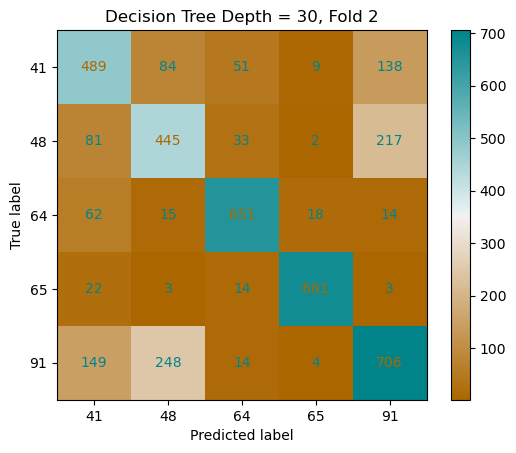 Decision Tree Depth = 30, Fold 2
True label
41 489 84 51 9 138
48 81 445 33 2 217
64 62 15 18 14
65 22 3 14 681 3
91 149 248 14 4 706
41 48 64 65 91
Predicted label
700
600
500
400
300
200
100